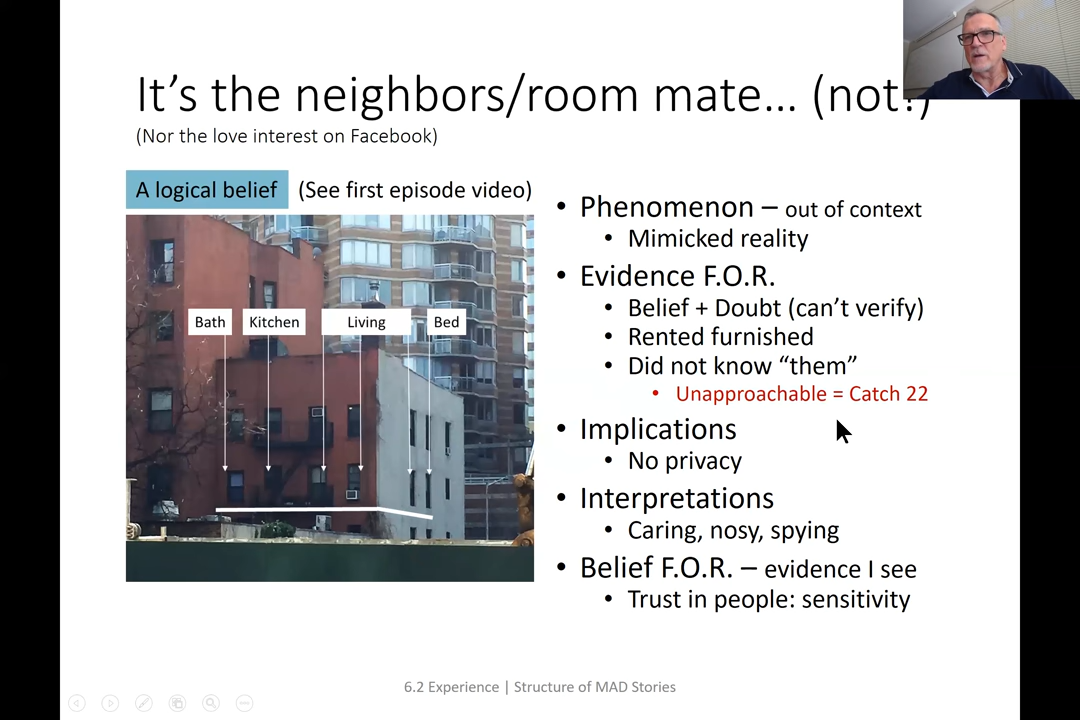 It’s the neighbors/room mate… (not?)
(Nor the love interest on Facebook)
A logical belief (See first episode video)
Bath Kitchen Living Bed
• Phenomenon – out of context
• Mimicked reality
• Evidence F.O.R.
• Belief + Doubt (can’t verify)
• Rented furnished
• Did not know “them”
• Unapproachable = Catch 22
• Implications
• No privacy
• Interpretations
• Caring, nosy, spying
• Belief F.O.R. – evidence I see
• Trust in people: sensitivity
6.2 Experience | Structure of MAD Stories